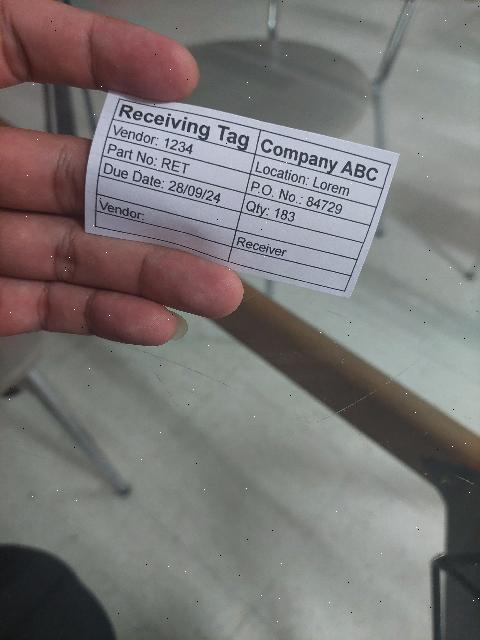 Receiving Tag Company ABC
Vendor: 1234 Location: Lorem
Part No: RET P.O. No.: 84729
Due Date: 28/09/24 Qty: 183
Vendor: Receiver